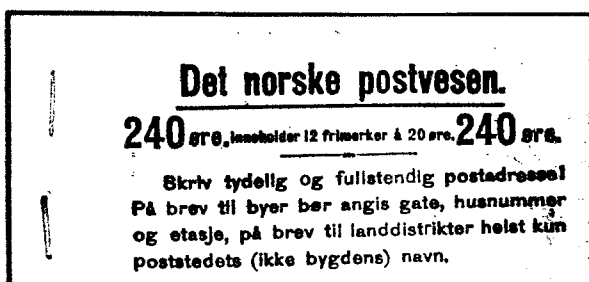 Det norske postvesen.
240 øre, inneholder 12 frimerker à 20 øre. 240 øre.
Skriv tydelig og fullstendig postadresse!
På brev til byer bør angis gate, husnummer
og etasje, på brev til landdistrikter helst kun
poststedets (ikke bygdens) navn.